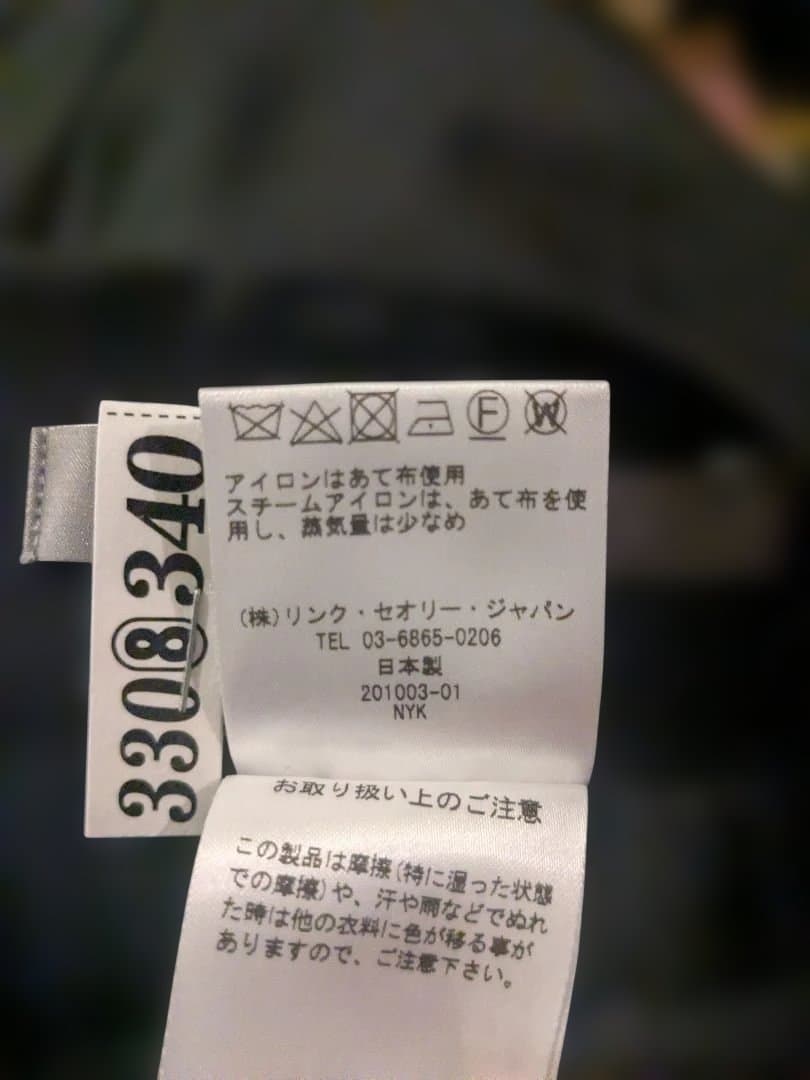 3308340
F
W
アイロンはあて布使用
スチームアイロンは、あて布を使
用し、蒸気量は少なめ
(株)リンク・セオリー・ジャパン
TEL 03-6865-0206
日本製
201003-01
NYK
お取り扱い上のご注意
この製品は摩擦(特に湿った状態
での摩擦)や、汗や雨などでぬれ
た時は他の衣料に色が移る事が
ありますので、ご注意下さい。